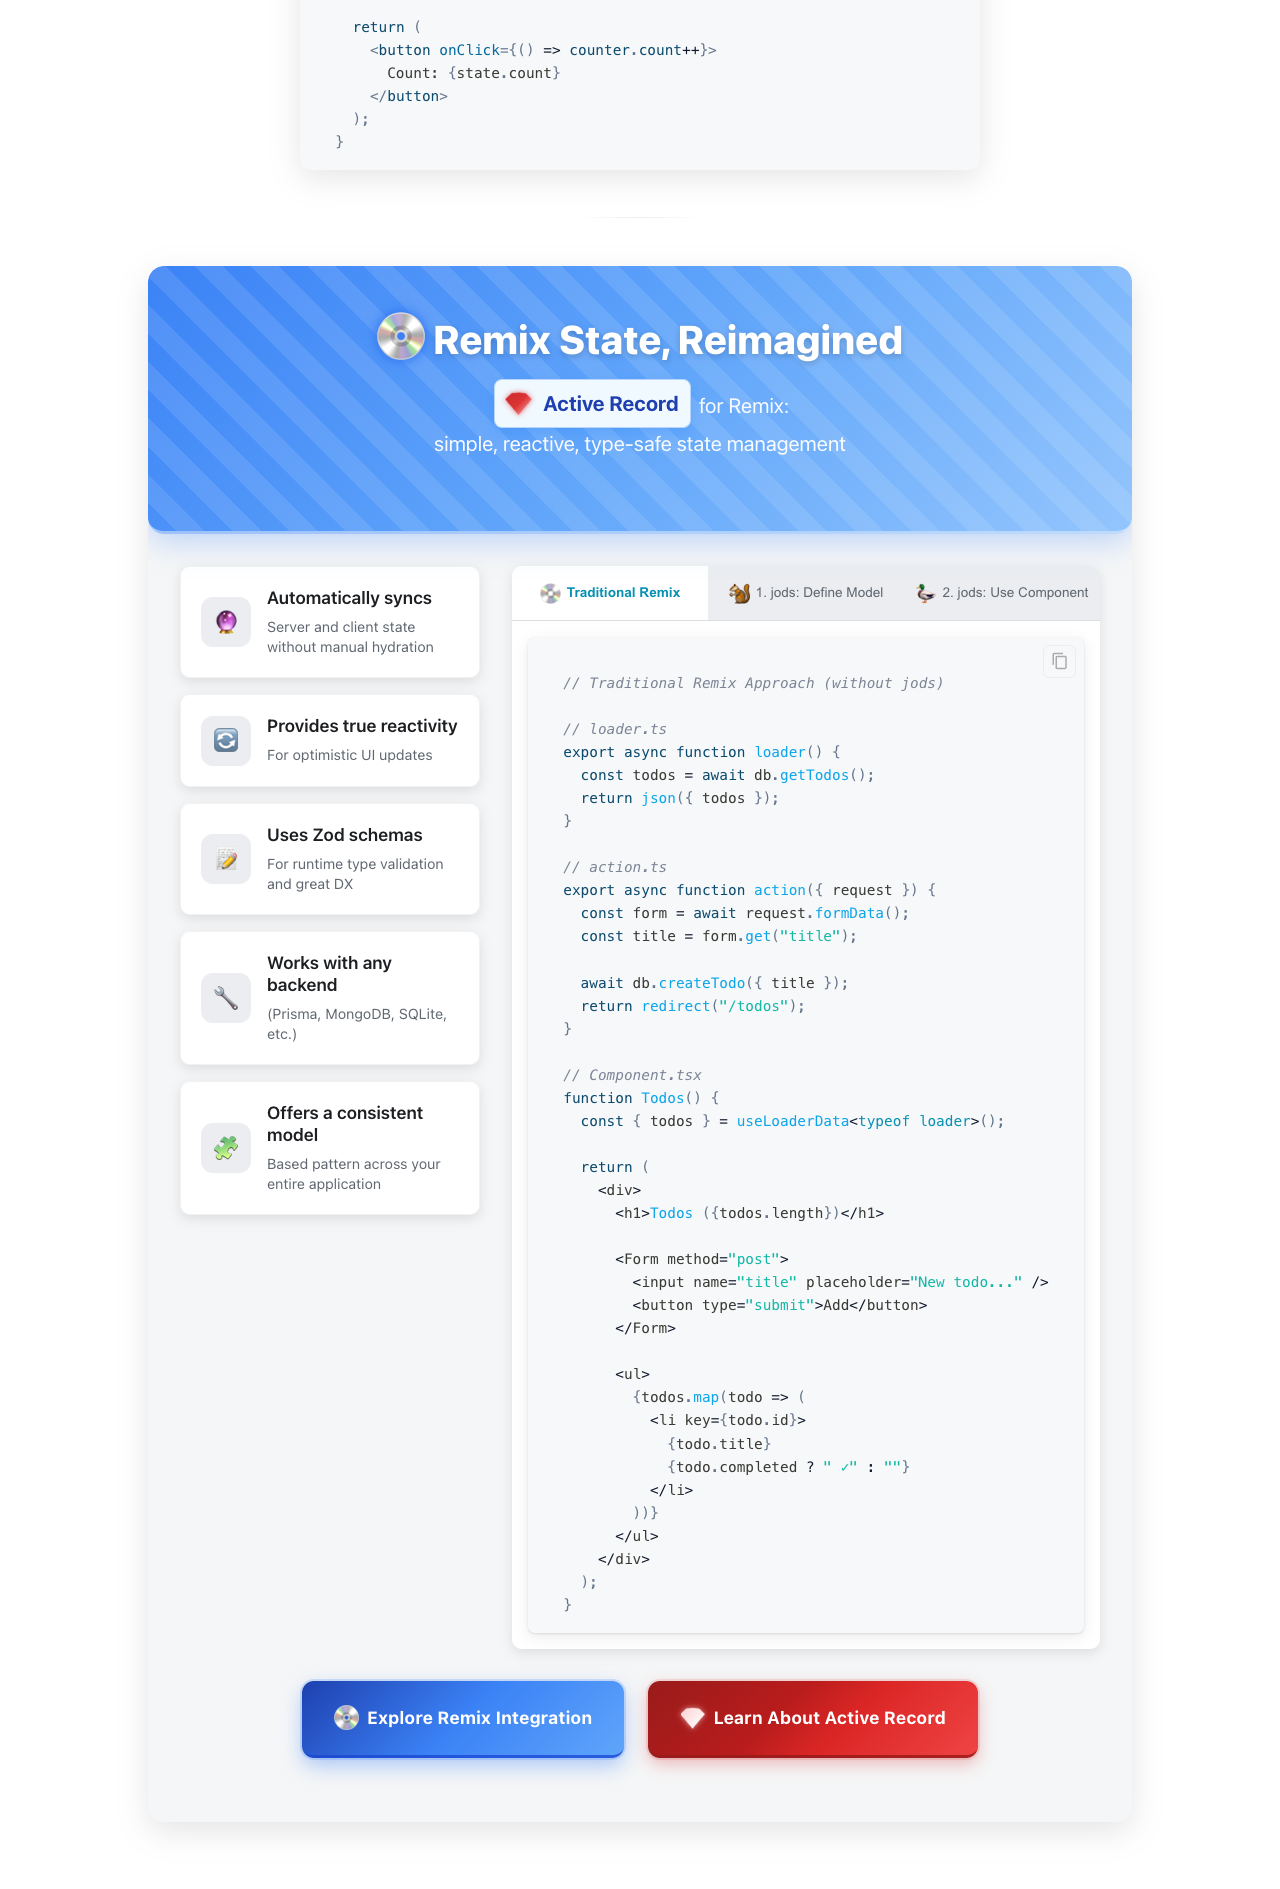 return (
<button onClick={() => counter.count++}>
Count: {state.count}
</button>
);
}
Remix State, Reimagined
Active Record for Remix:
simple, reactive, type-safe state management
Automatically syncs
Server and client state
without manual hydration
Provides true reactivity
For optimistic UI updates
Uses Zod schemas
For runtime type validation
and great DX
Works with any
backend
(Prisma, MongoDB, SQLite,
etc.)
Offers a consistent
model
Based pattern across your
entire application
Traditional Remix
1. jods: Define Model
2. jods: Use Component
// Traditional Remix Approach (without jods)
// loader.ts
export async function loader() {
const todos = await db.getTodos();
return json({ todos });
}
// action.ts
export async function action({ request }) {
const form = await request.formData();
const title = form.get("title");
await db.createTodo({ title });
return redirect("/todos");
}
// Component.tsx
function Todos() {
const { todos } = useLoaderData<typeof loader>();
return (
<div>
<h1>Todos ({todos.length})</h1>
<Form method="post">
<input name="title" placeholder="New todo..." />
<button type="submit">Add</button>
</Form>
<ul>
{todos.map(todo => (
<li key={todo.id}>
{todo.title}
{todo.completed ? " ✓" : ""}
</li>
))}
</ul>
</div>
);
}
Explore Remix Integration
Learn About Active Record